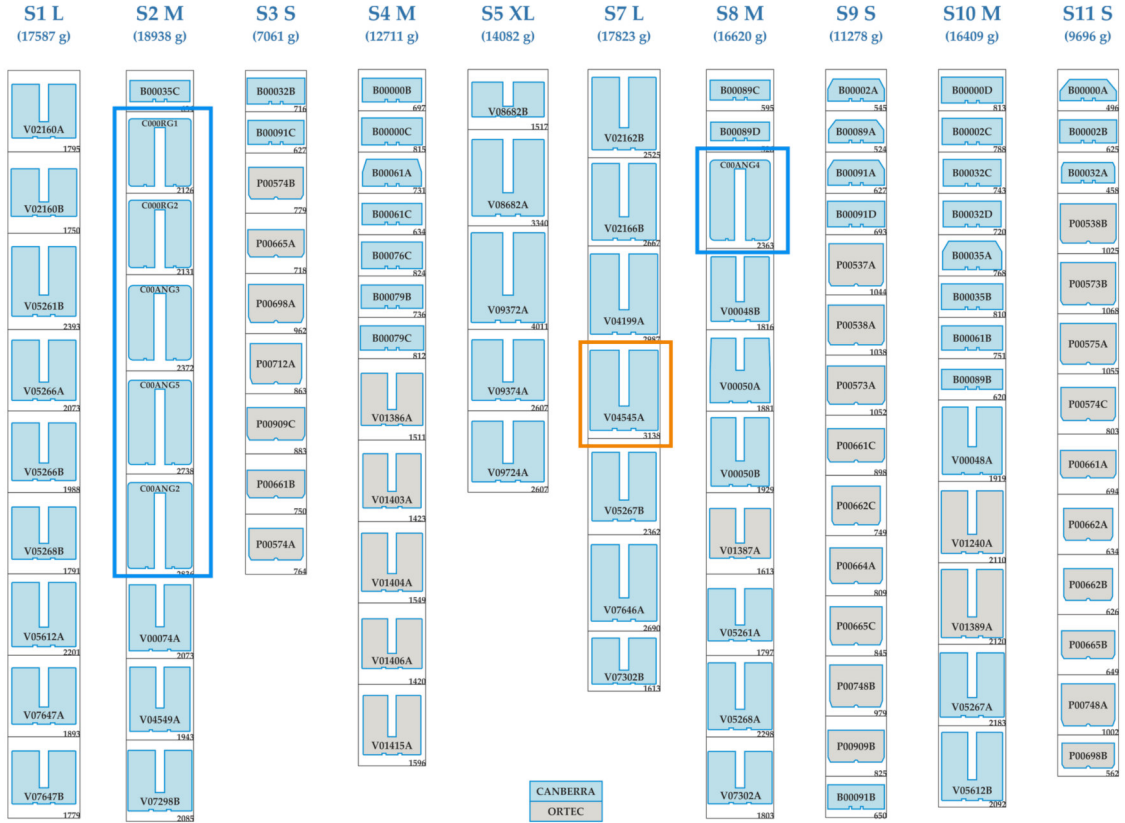 S1 L
(17587 g)
V02160A
1795
V02160B
1750
V05261B
2393
V05266A
2073
V05266B
1988
V05268B
1791
V05612A
2201
V07647A
1893
V07647B
1779
S2 M
(18938 g)
B00035C
C000RG1
2126
C000RG2
2131
C00ANG3
2372
C00ANG5
2738
C00ANG2
V00074A
2073
V04549A
1943
V07298B
2085
S3 S
(7061 g)
B00032B
716
B00091C
627
P00574B
779
P00665A
718
P00698A
962
P00712A
863
P00909C
883
P00661B
750
P00574A
764
S4 M
(12711 g)
B00000B
697
B00000C
815
B00061A
731
B00061C
634
B00076C
824
B00079B
736
B00079C
812
V01386A
1511
V01403A
1423
V01404A
1549
V01406A
1420
V01415A
1596
S5 XL
(14082 g)
V08682B
1517
V08682A
3340
V09372A
4011
V09374A
2607
V09724A
2607
S7 L
(17823 g)
V02162B
2525
V02166B
2667
V04199A
V04545A
3138
V05267B
2362
V07646A
2690
V07302B
1613
S8 M
(16620 g)
B00089C
595
B00089D
C00ANG4
2363
V00048B
1816
V00050A
1881
V00050B
1929
V01387A
1613
V05261A
1797
V05268A
2298
V07302A
1803
S9 S
(11278 g)
B00002A
545
B00089A
524
B00091A
627
B00091D
693
P00537A
1044
P00538A
1038
P00573A
1052
P00661C
898
P00662C
749
P00664A
809
P00665C
845
P00748B
979
P00909B
825
B00091B
650
S10 M
(16409 g)
B00000D
813
B00002C
788
B00032C
743
B00032D
720
B00035A
768
B00035B
810
B00061B
751
B00089B
620
V00048A
1919
V01240A
2110
V01389A
2120
V05267A
2183
V05612B
2092
S11 S
(9696 g)
B00000A
496
B00002B
625
B00032A
458
P00538B
1025
P00573B
1068
P00575A
1055
P00574C
803
P00661A
694
P00662A
634
P00662B
626
P00665B
649
P00748A
1002
P00698B
562
CANBERRA
ORTEC